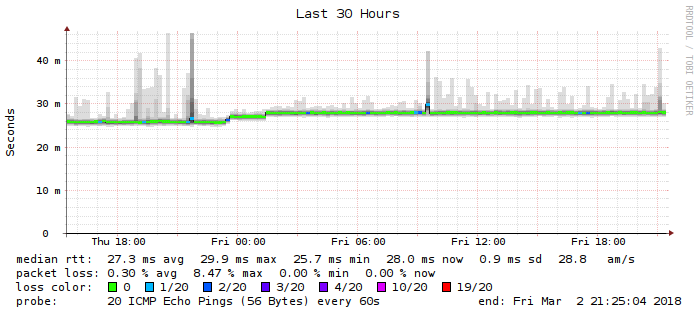 Last 30 Hours
RRDTOOL / TOBI OETIKER
Seconds
40 m
30 m
20 m
10 m
0
Thu 18:00 Fri 00:00 Fri 06:00 Fri 12:00 Fri 18:00
median rtt: 27.3 ms avg 29.9 ms max 25.7 ms min 28.0 ms now 0.9 ms sd 28.8 am/s
packet loss: 0.30 % avg 8.47 % max 0.00 % min 0.00 % now
loss color: 0 1/20 2/20 3/20 4/20 10/20 19/20
probe: 20 ICMP Echo Pings (56 Bytes) every 60s end: Fri Mar 2 21:25:04 2018